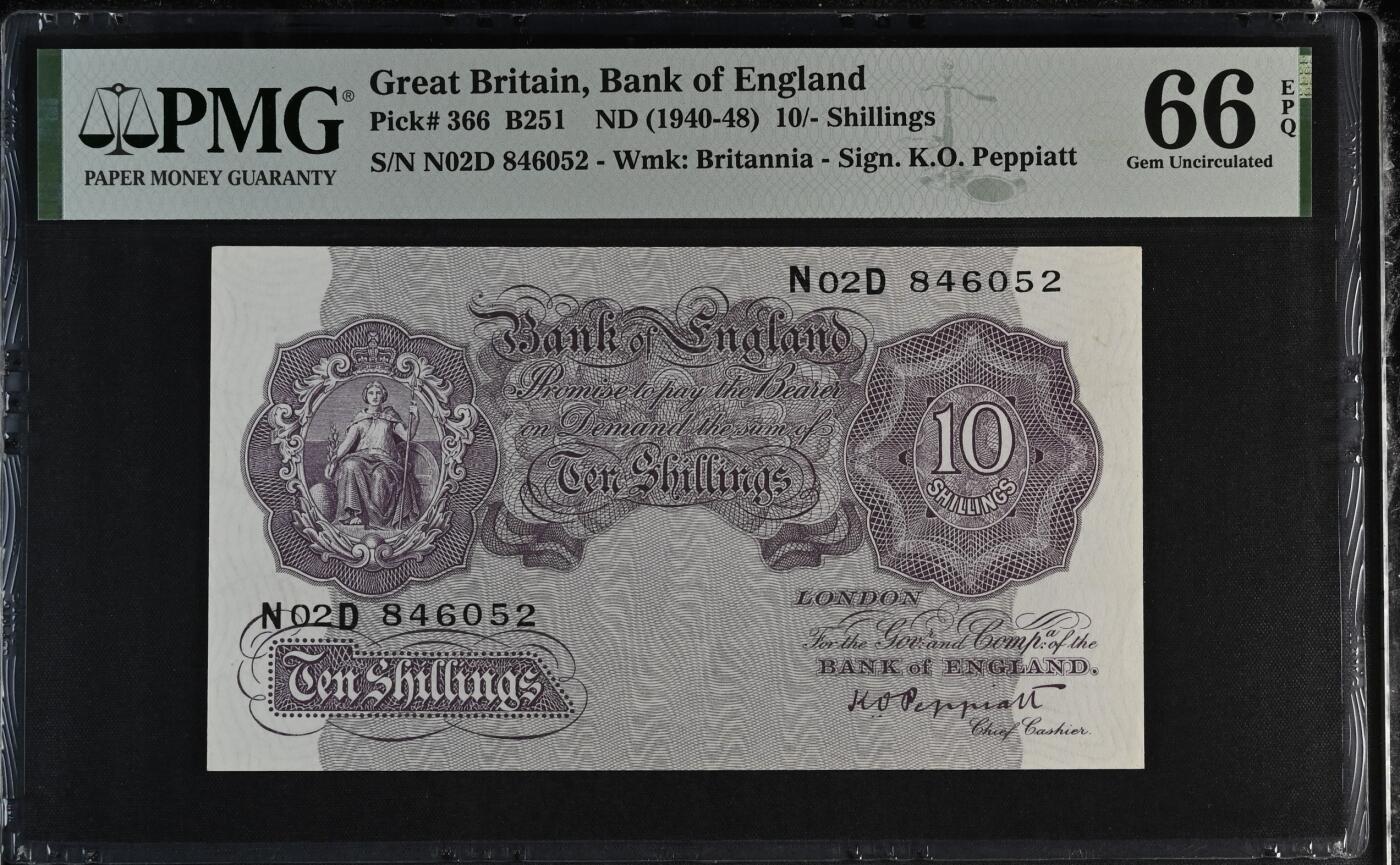 PMG®
PAPER MONEY GUARANTY
Great Britain, Bank of England
Pick# 366 B251 ND (1940-48) 10/- Shillings
S/N N02D 846052 - Wmk: Britannia - Sign. K.O. Peppiatt
66
EPQ
Gem Uncirculated
N02D 846052
Bank of England
Promise to pay the Bearer
on Demand the sum of
Ten Shillings
10
SHILLINGS
N02D 846052
Ten Shillings
LONDON
For the Govr. and Compa. of the
BANK of ENGLAND.
K O Peppiatt
Chief Cashier.